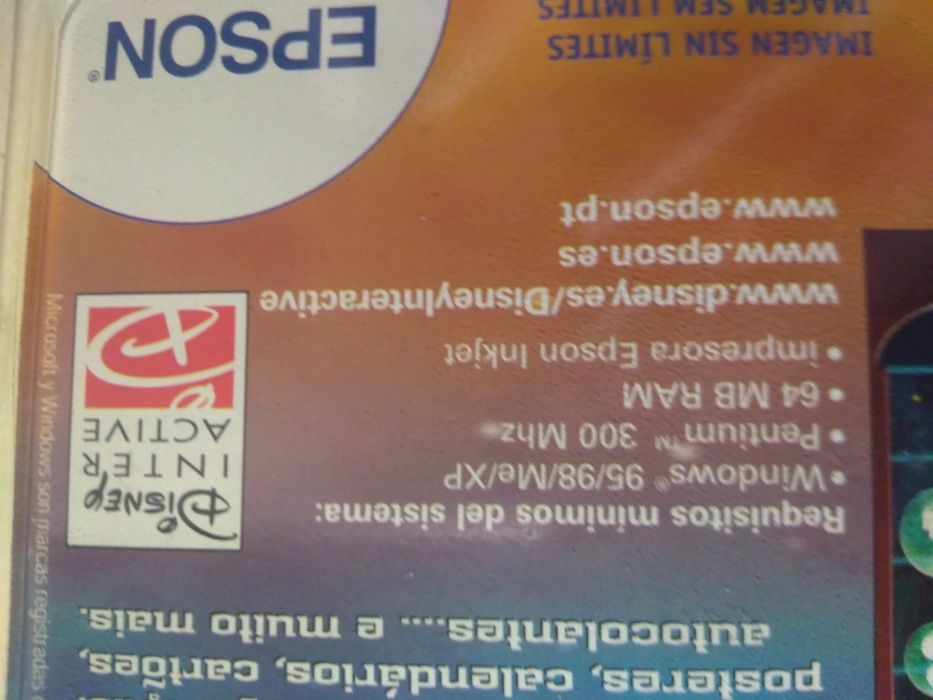 posteres, calendários, cartões,
autocolantes.... e muito mais.
Requisitos mínimos del sistema:
• Windows® 95/98/Me/XP
• Pentium™ 300 Mhz
• 64 MB RAM
• impresora Epson Inkjet
www.disney.es/DisneyInteractive
www.epson.es
www.epson.pt
Disney
INTER
ACTIVE
Microsoft y Windows son marcas registradas
EPSON®
IMAGEN SIN LÍMITES
IMAGEM SEM LIMITES